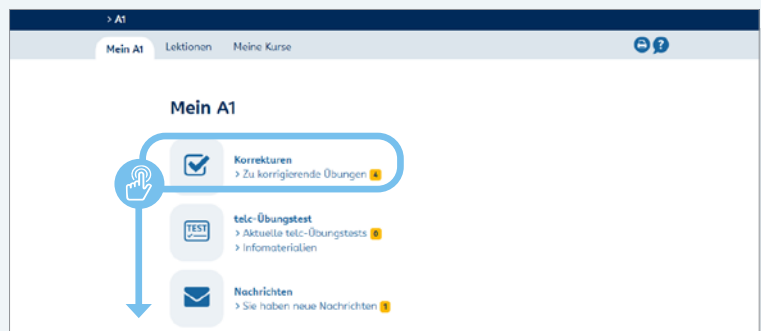 > A1
Mein A1 Lektionen Meine Kurse ?
Mein A1
Korrekturen
> Zu korrigierende Übungen 4
TEST
telc-Übungstest
> Aktuelle telc-Übungstests 0
> Infomaterialien
Nachrichten
> Sie haben neue Nachrichten 1